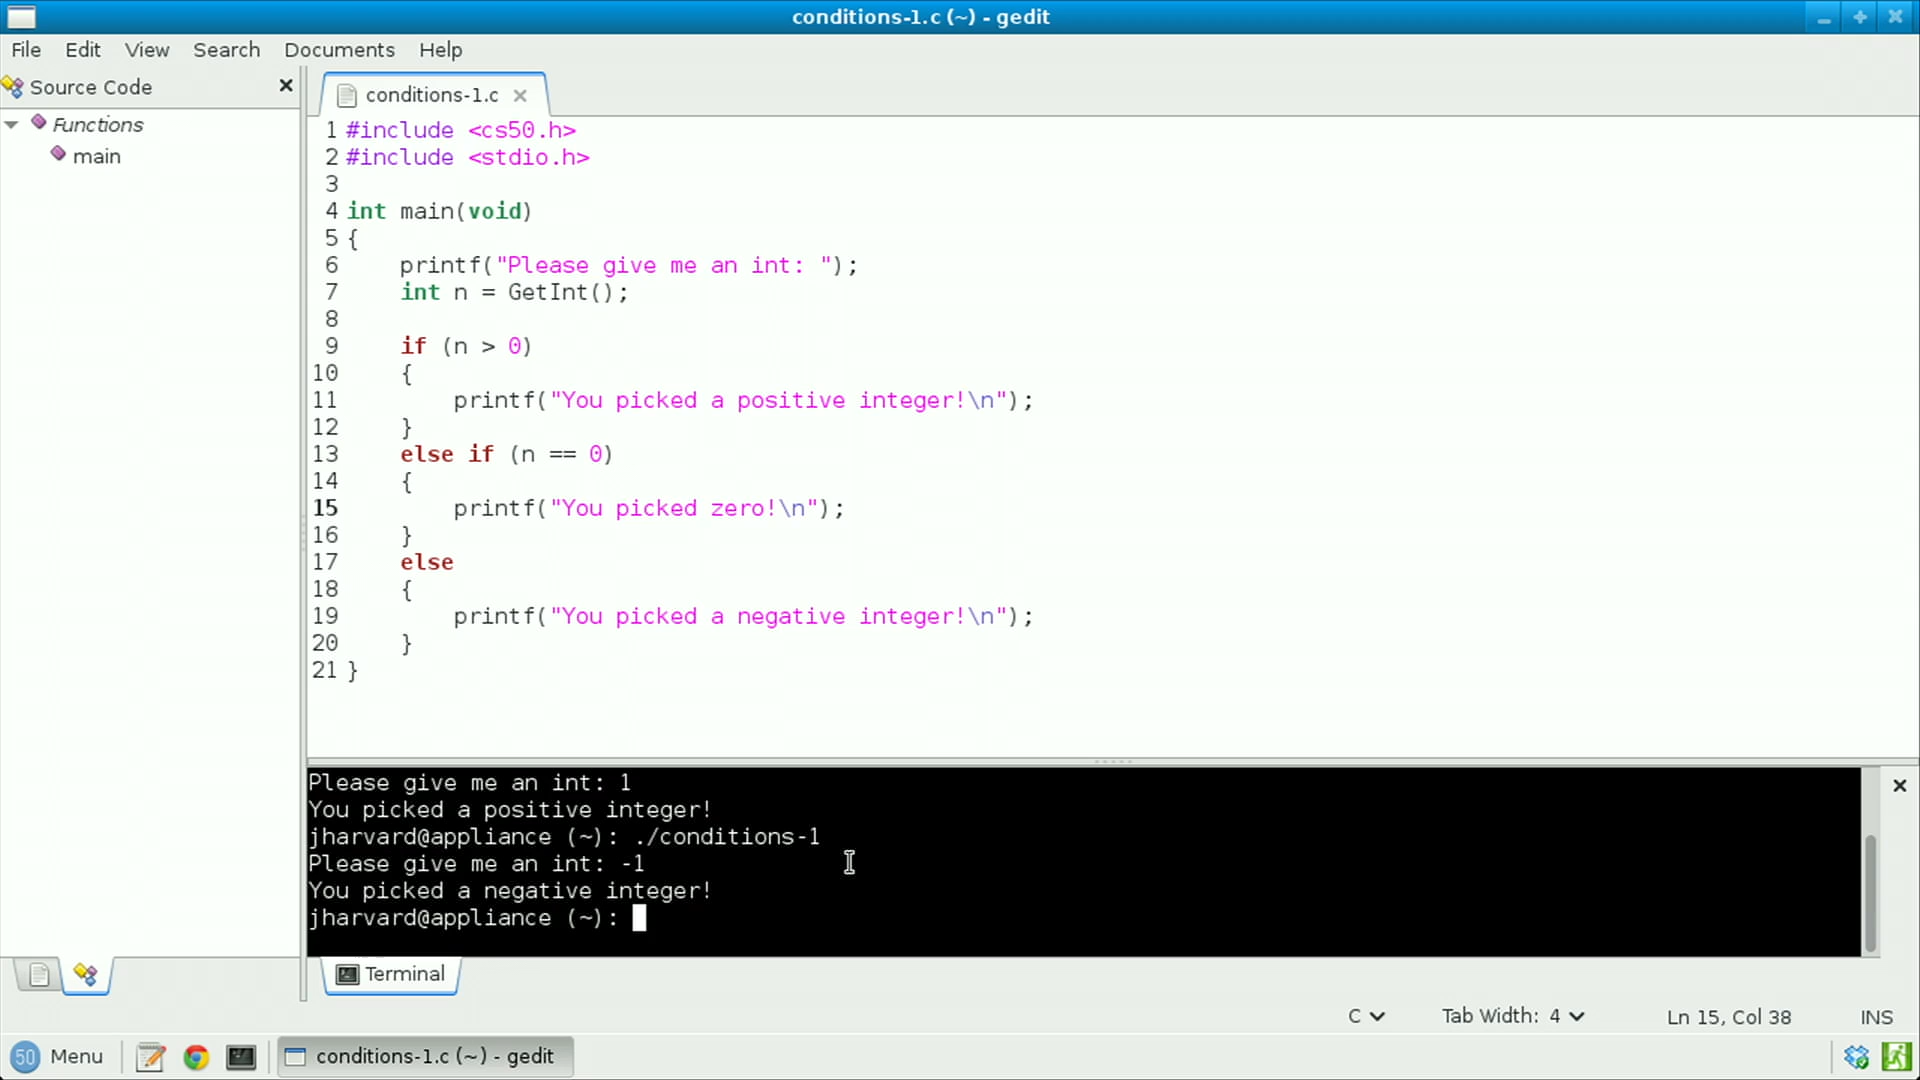 conditions-1.c (~) - gedit
File Edit View Search Documents Help
Source Code
Functions
main
conditions-1.c
1 #include <cs50.h>
2 #include <stdio.h>
3
4 int main(void)
5 {
6     printf("Please give me an int: ");
7     int n = GetInt();
8
9     if (n > 0)
10     {
11         printf("You picked a positive integer!\n");
12     }
13     else if (n == 0)
14     {
15         printf("You picked zero!\n");
16     }
17     else
18     {
19         printf("You picked a negative integer!\n");
20     }
21 }
Please give me an int: 1
You picked a positive integer!
jharvard@appliance (~): ./conditions-1
Please give me an int: -1
You picked a negative integer!
jharvard@appliance (~):
Terminal
C Tab Width: 4 Ln 15, Col 38 INS
50 Menu conditions-1.c (~) - gedit